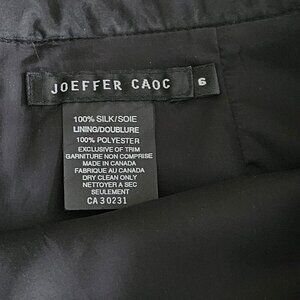 JOEFFER CAOC
6
100% SILK/SOIE
LINING/DOUBLURE
100% POLYESTER
EXCLUSIVE OF TRIM
GARNITURE NON COMPRISE
MADE IN CANADA
FABRIQUE AU CANADA
DRY CLEAN ONLY
NETTOYER A SEC
SEULEMENT
CA 30231